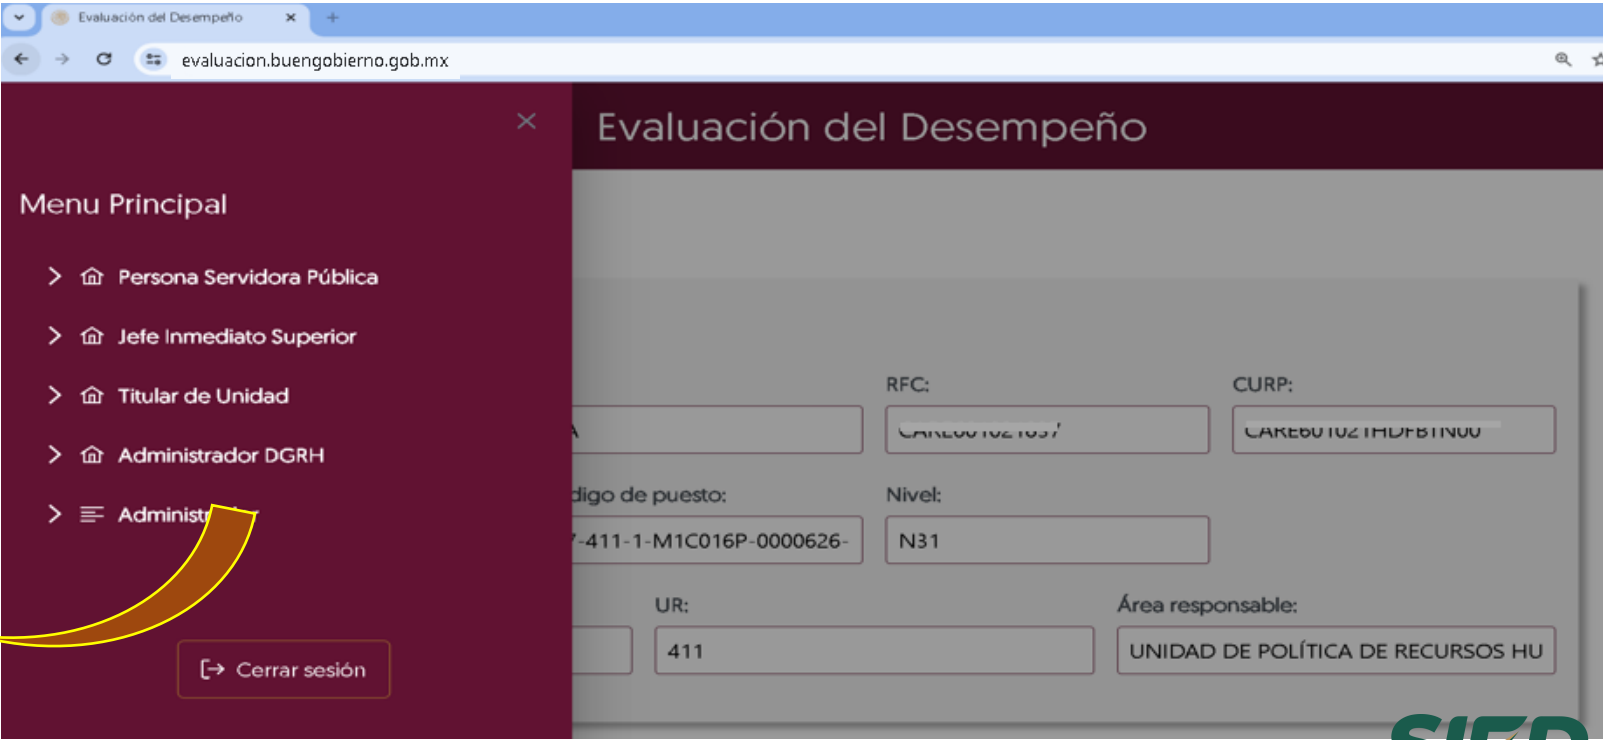 Evaluación del Desempeño
evaluacion.buengobierno.gob.mx
Evaluación del Desempeño
Menu Principal
Persona Servidora Pública
Jefe Inmediato Superior
Titular de Unidad
Administrador DGRH
RFC:
CURP:
digo de puesto:
Nivel:
-411-1-M1C016P-0000626-
N31
UR:
Área responsable:
411
UNIDAD DE POLÍTICA DE RECURSOS HU
Cerrar sesión